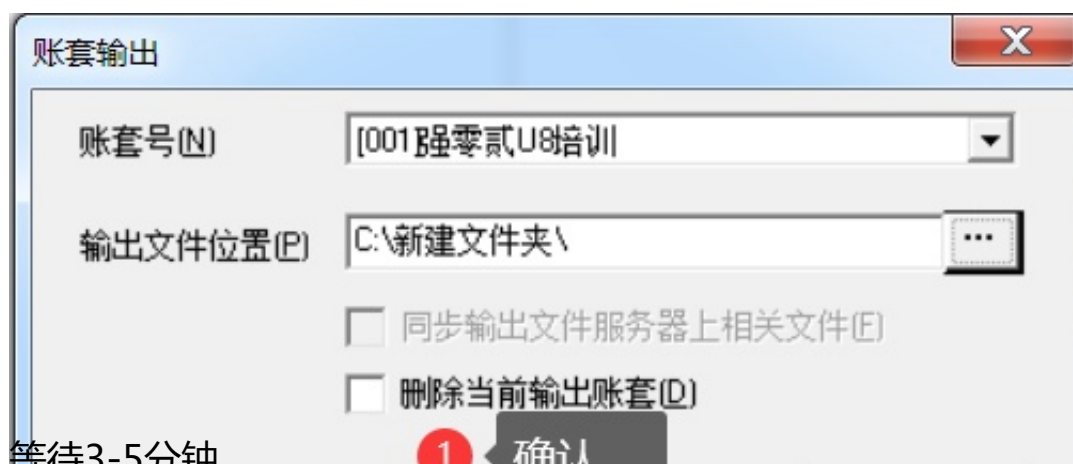 账套输出
账套号(N) [001]强零贰U8培训
输出文件位置(P) C:\新建文件夹\ ...
同步输出文件服务器上相关文件(F)
删除当前输出账套(D)
等待3-5分钟 1 确认